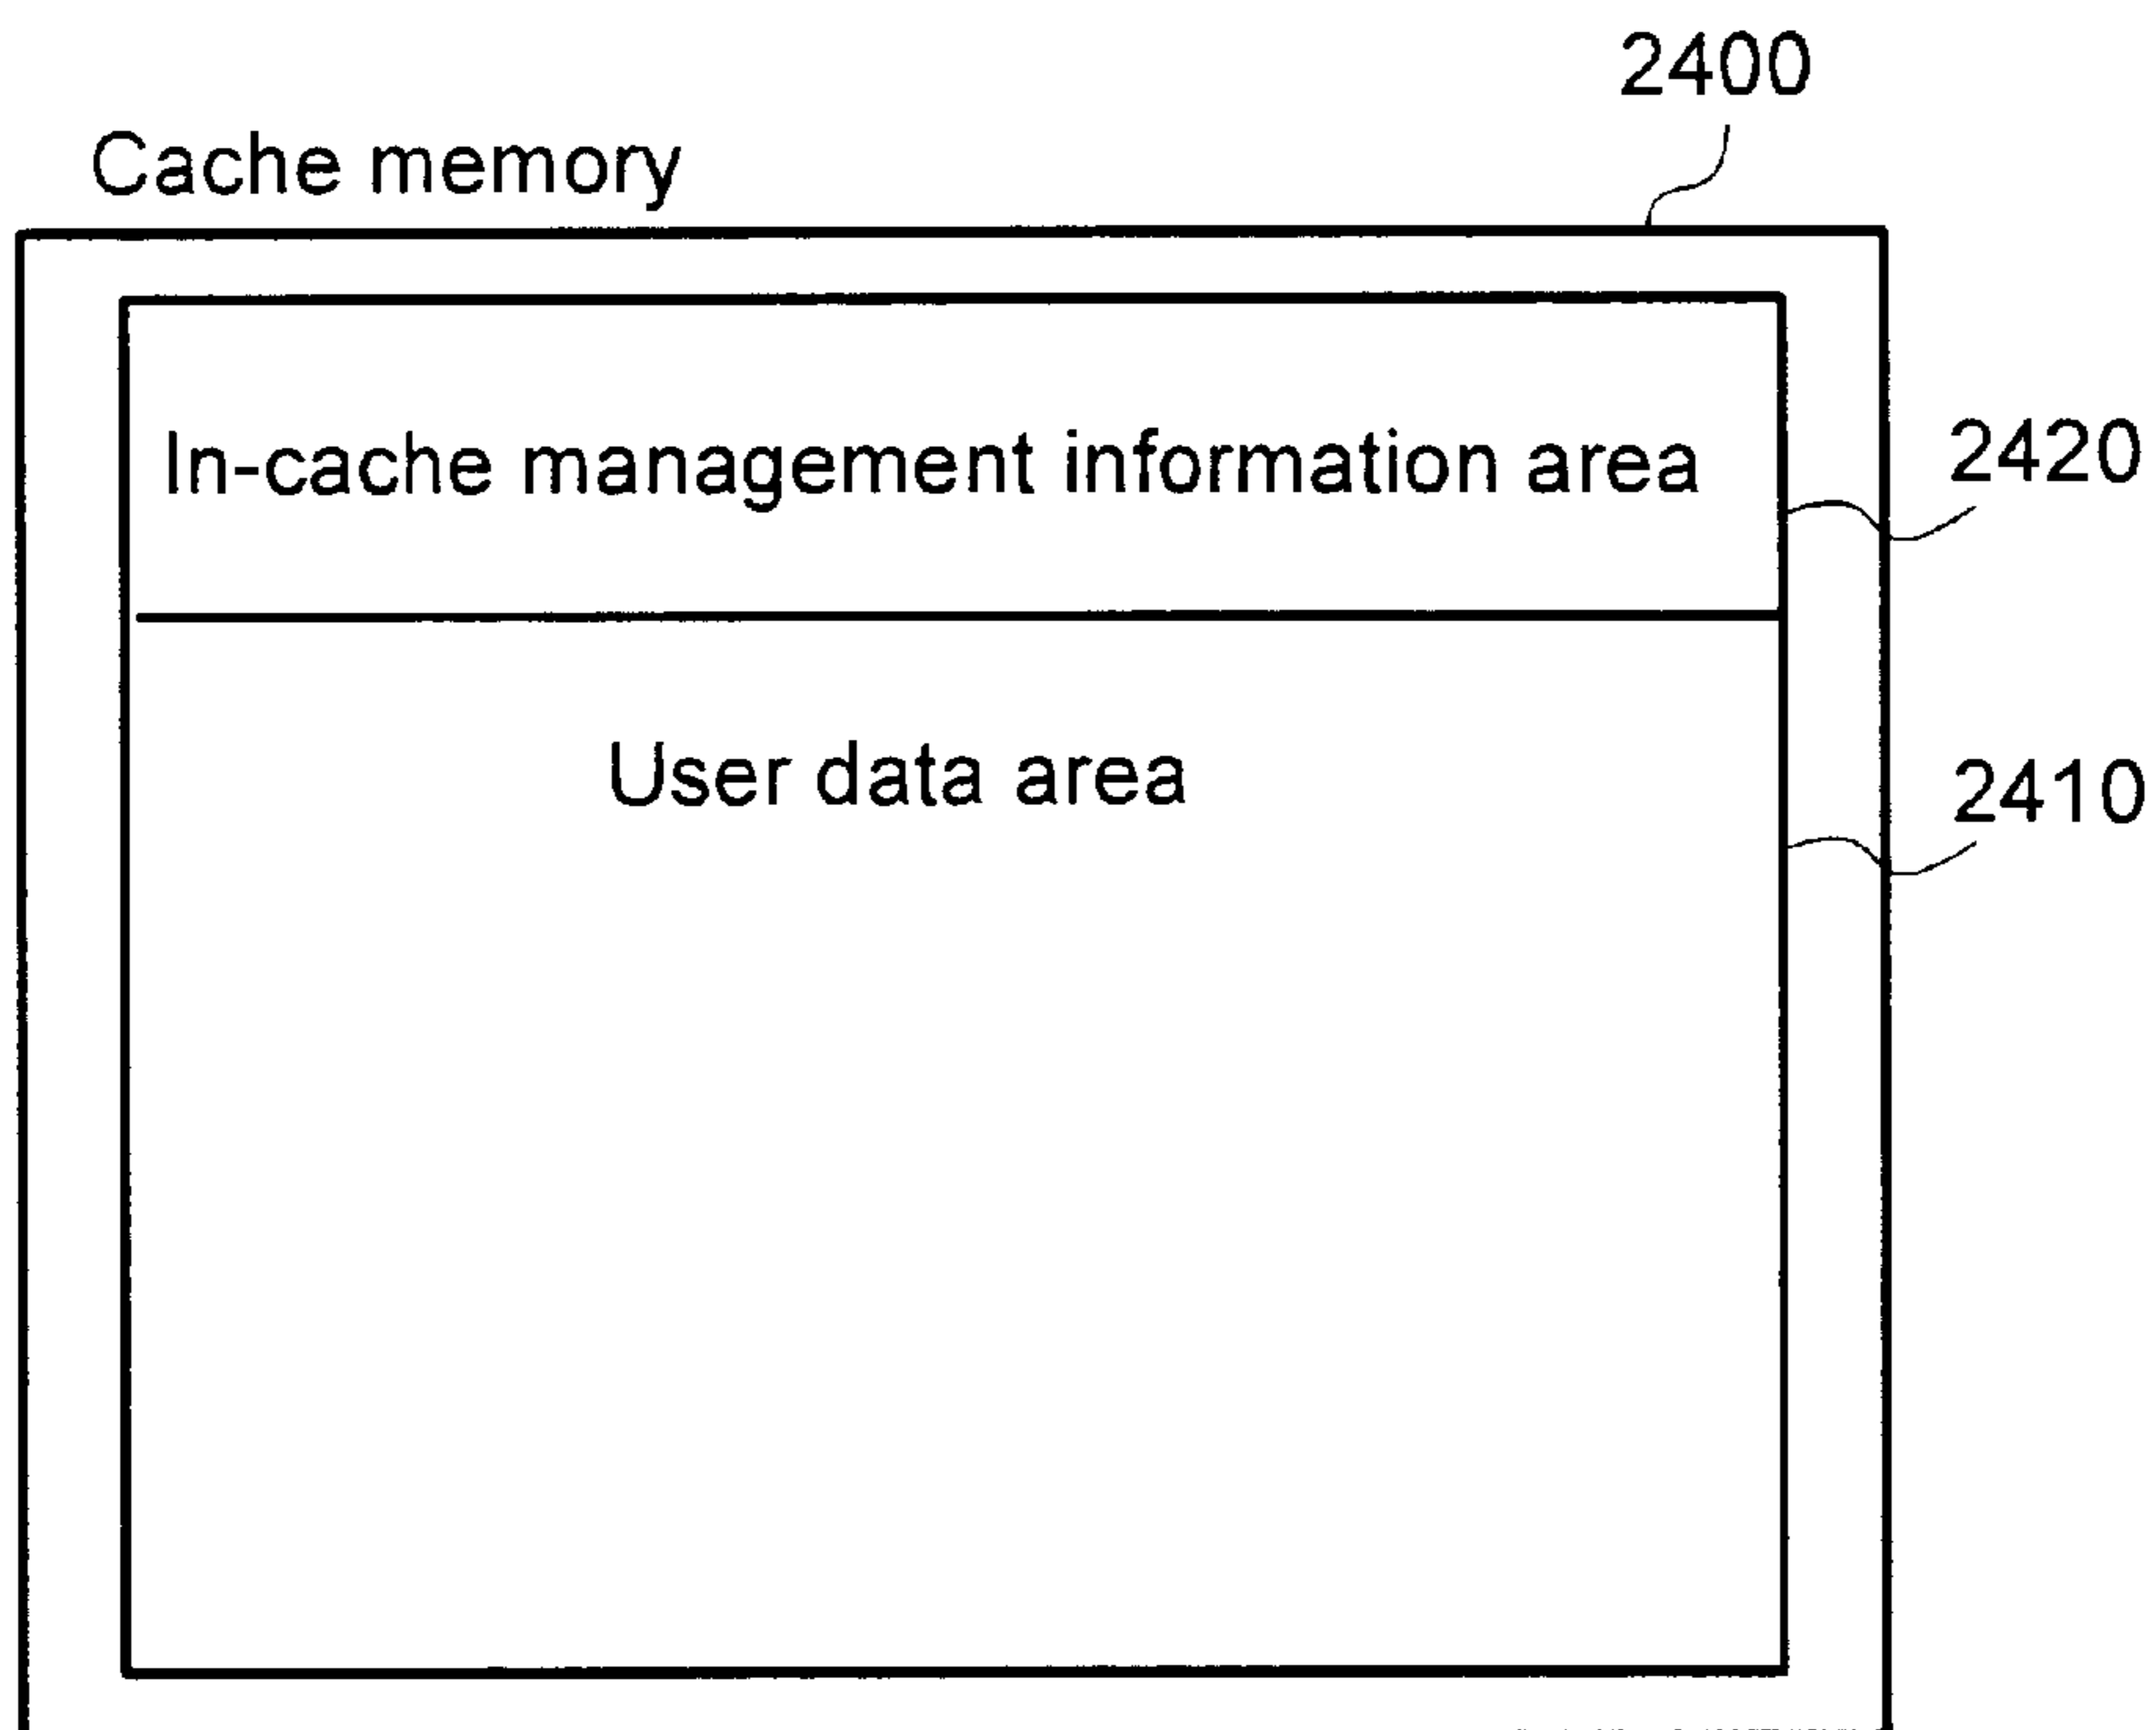 2400
Cache memory
In-cache management information area
2420
User data area
2410